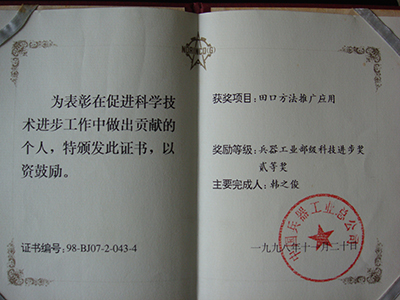 为表彰在促进科学技
术进步工作中做出贡献的
个人，特颁发此证书，以
资鼓励。
证书编号：98-BJ07-2-043-4
获奖项目：田口方法推广应用
奖励等级：兵器工业部级科技进步奖
贰等奖
主要完成人：韩之俊
中国兵器工业总公司
一九九八年十一月二十日